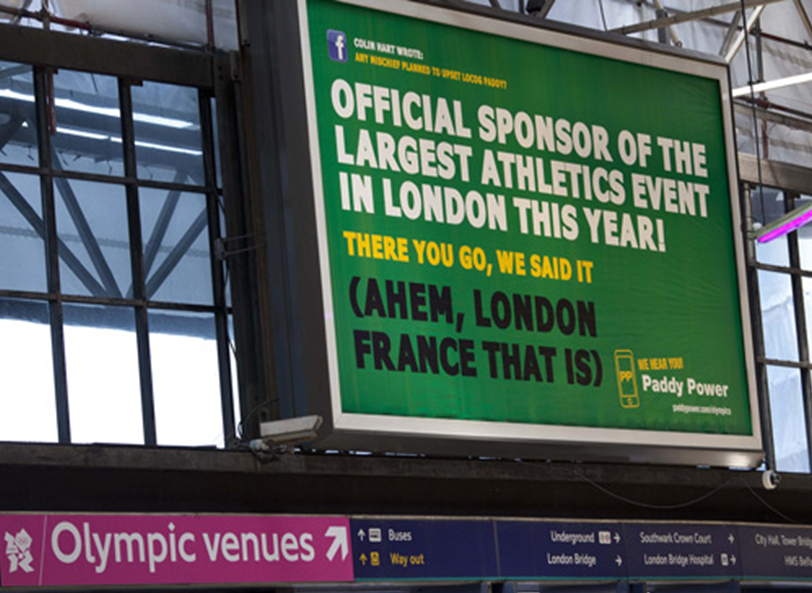 COLIN HART WROTE:
ANY MISCHIEF PLANNED TO UPSET LOCOG PADDY?
OFFICIAL SPONSOR OF THE
LARGEST ATHLETICS EVENT
IN LONDON THIS YEAR!
THERE YOU GO, WE SAID IT
(AHEM, LONDON
FRANCE THAT IS)
PP
WE HEAR YOU!
Paddy Power
paddypower.com/olympics
Olympic venues
Buses
Way out
Underground
London Bridge
Southwark Crown Court
London Bridge Hospital
City Hall, Tower Bridg
HMS Belf